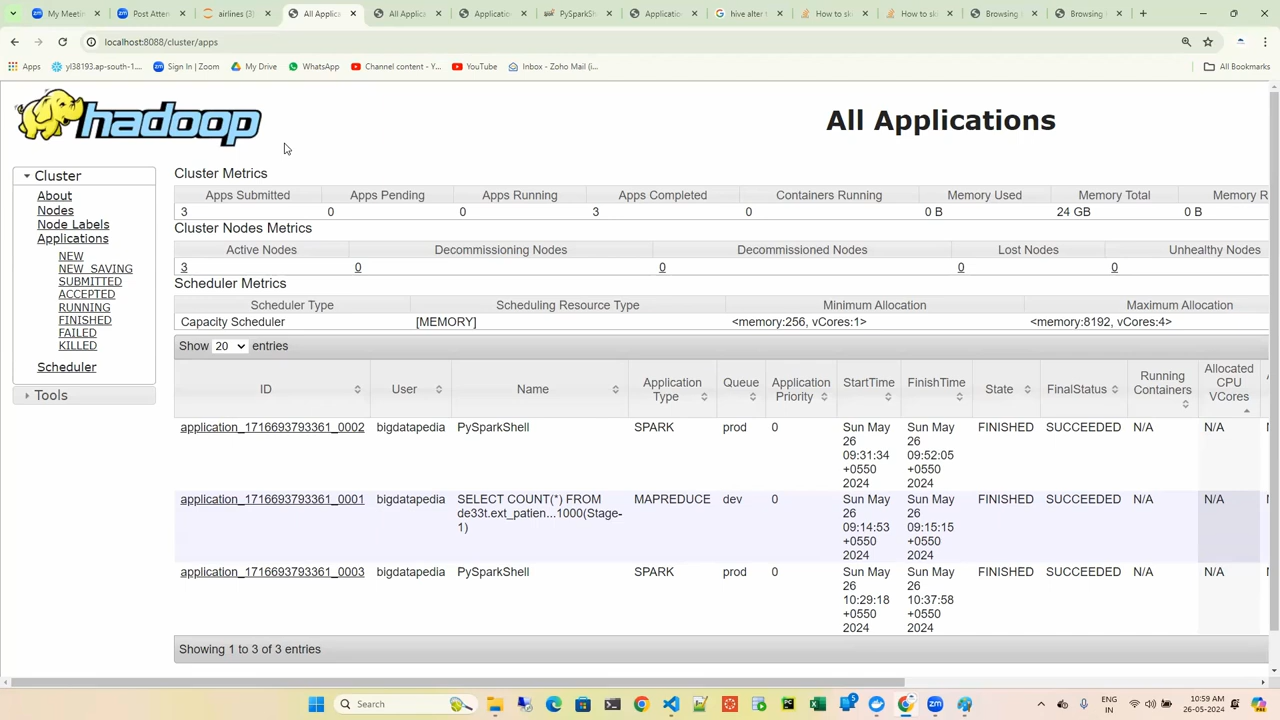 My Meetin
Post Atten
airlines (3)
All Applica
All Applica
Application
PySparkSh
Application
hive alter t
How to sk
How to sk
Browsing
Browsing
localhost:8088/cluster/apps
Apps
yl38193.ap-south-1....
Sign In | Zoom
My Drive
WhatsApp
Channel content - Y...
YouTube
Inbox - Zoho Mail (i...
All Bookmarks
hadoop
All Applications
Cluster
About
Nodes
Node Labels
Applications
NEW
NEW_SAVING
SUBMITTED
ACCEPTED
RUNNING
FINISHED
FAILED
KILLED
Scheduler
Tools
Cluster Metrics
Apps Submitted Apps Pending Apps Running Apps Completed Containers Running Memory Used Memory Total Memory R
3 0 0 3 0 0 B 24 GB 0 B
Cluster Nodes Metrics
Active Nodes Decommissioning Nodes Decommissioned Nodes Lost Nodes Unhealthy Nodes
3 0 0 0 0
Scheduler Metrics
Scheduler Type Scheduling Resource Type Minimum Allocation Maximum Allocation
Capacity Scheduler [MEMORY] <memory:256, vCores:1> <memory:8192, vCores:4>
Show 20 entries
ID
User
Name
Application
Type
Queue
Application
Priority
StartTime
FinishTime
State
FinalStatus
Running
Containers
Allocated
CPU
VCores
application_1716693793361_0002 bigdatapedia PySparkShell SPARK prod 0 Sun May Sun May FINISHED SUCCEEDED N/A N/A
26 26
09:31:34 09:52:05
+0550 +0550
2024 2024
application_1716693793361_0001 bigdatapedia SELECT COUNT(*) FROM MAPREDUCE dev 0 Sun May Sun May FINISHED SUCCEEDED N/A N/A
de33t.ext_patien...1000(Stage- 26 26
1) 09:14:53 09:15:15
+0550 +0550
2024 2024
application_1716693793361_0003 bigdatapedia PySparkShell SPARK prod 0 Sun May Sun May FINISHED SUCCEEDED N/A N/A
26 26
10:29:18 10:37:58
+0550 +0550
2024 2024
Showing 1 to 3 of 3 entries
Search
ENG
IN
10:59 AM
26-05-2024